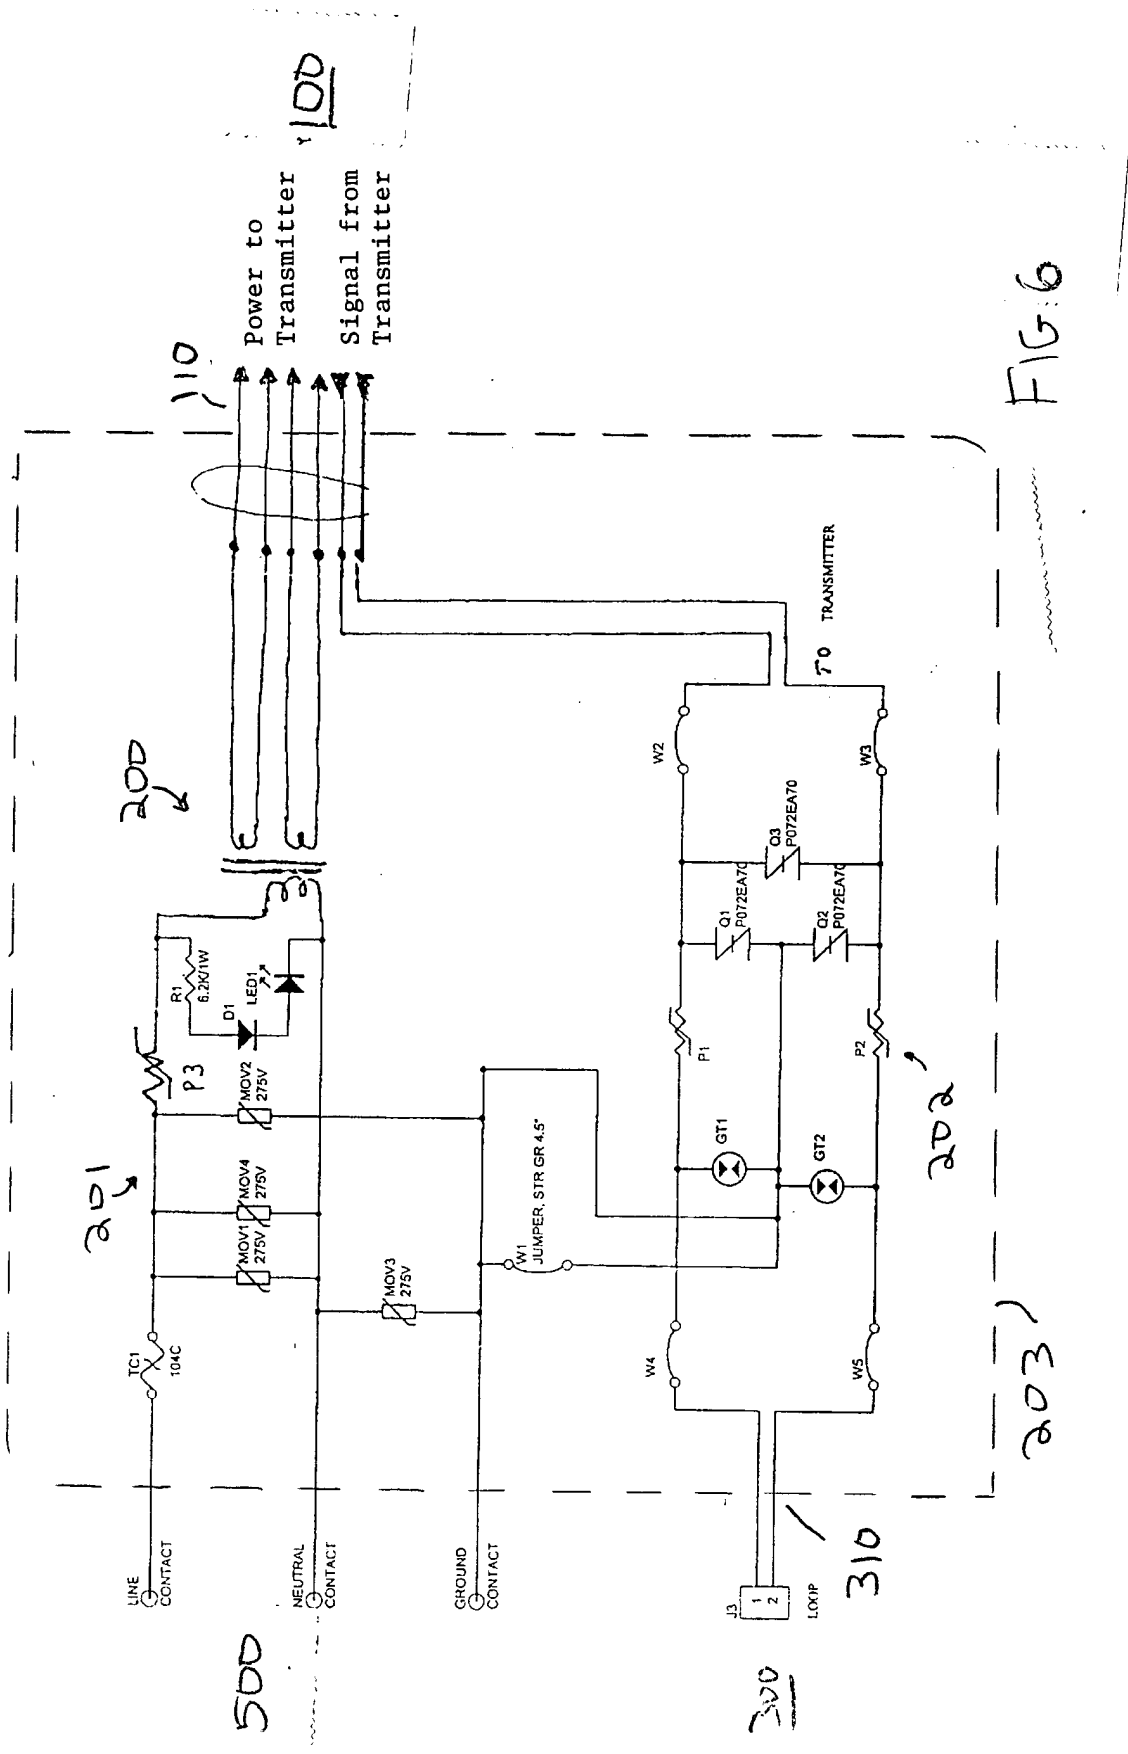 100
Power to
Transmitter
Signal from
Transmitter
110
200
201
P3
R1
6.2K/1W
D1
LED1
MOV2
275V
MOV4
275V
MOV1
275V
MOV3
275V
TC1
104C
LINE
CONTACT
NEUTRAL
CONTACT
GROUND
CONTACT
500
W1
JUMPER, STR GR 4.5"
TO TRANSMITTER
W2
W3
Q3
P072EA70
Q1
P072EA70
Q2
P072EA70
P1
P2
GT1
GT2
202
W4
W5
203
J3
1
2
LOOP
310
300
FIG:6